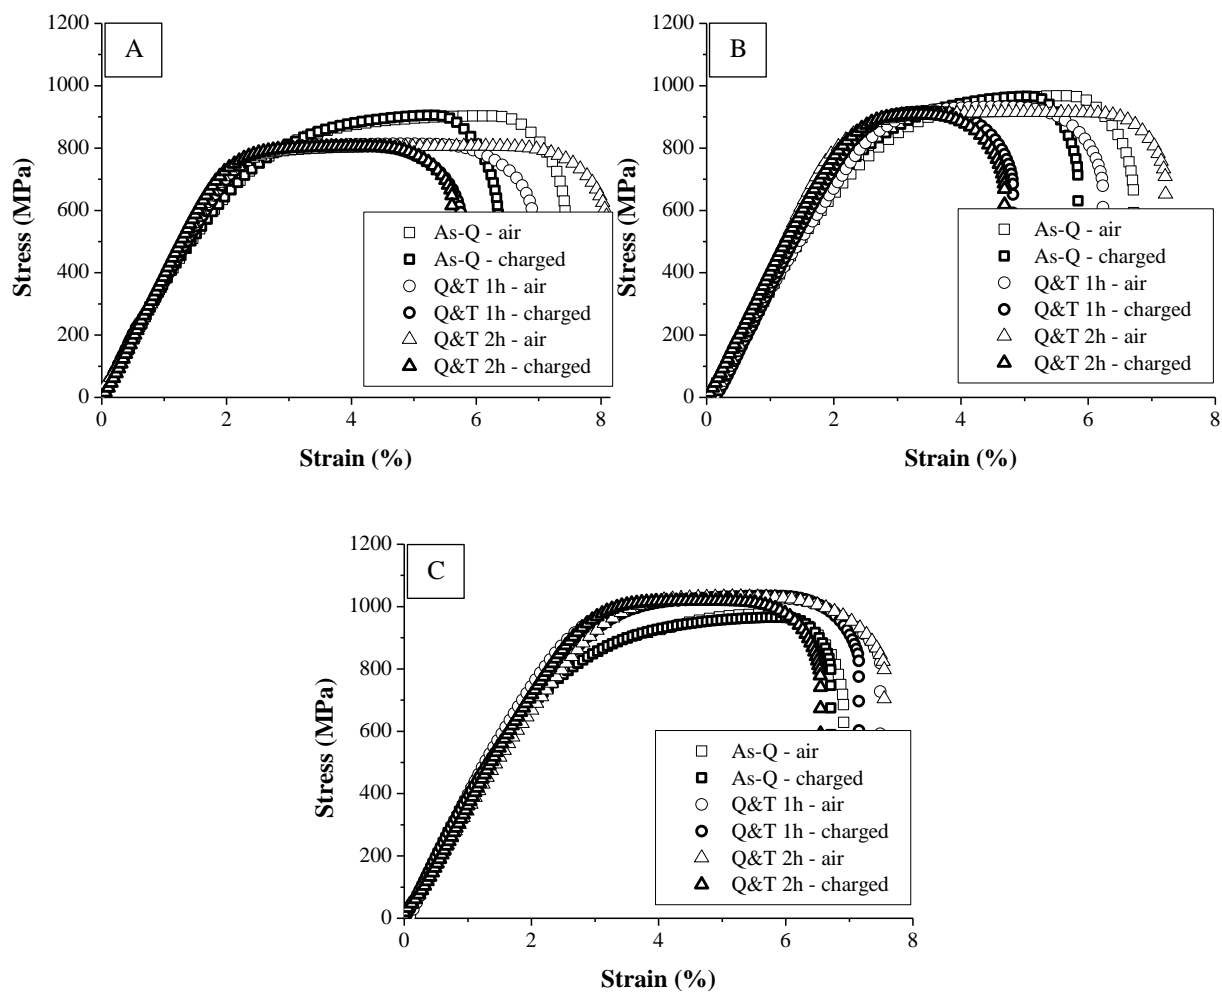 A
1200
1000
800
600
400
200
0
0
2
4
6
8
Stress (MPa)
Strain (%)
As-Q - air
As-Q - charged
Q&T 1h - air
Q&T 1h - charged
Q&T 2h - air
Q&T 2h - charged
B
1200
1000
800
600
400
200
0
0
2
4
6
8
Stress (MPa)
Strain (%)
As-Q - air
As-Q - charged
Q&T 1h - air
Q&T 1h - charged
Q&T 2h - air
Q&T 2h - charged
C
1200
1000
800
600
400
200
0
0
2
4
6
8
Stress (MPa)
Strain (%)
As-Q - air
As-Q - charged
Q&T 1h - air
Q&T 1h - charged
Q&T 2h - air
Q&T 2h - charged